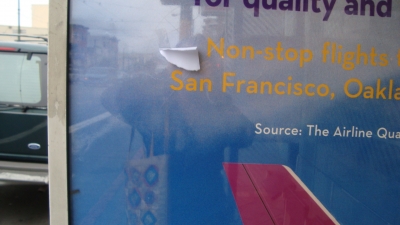 for quality and
Non-stop flights
San Francisco, Oakla
Source: The Airline Qua